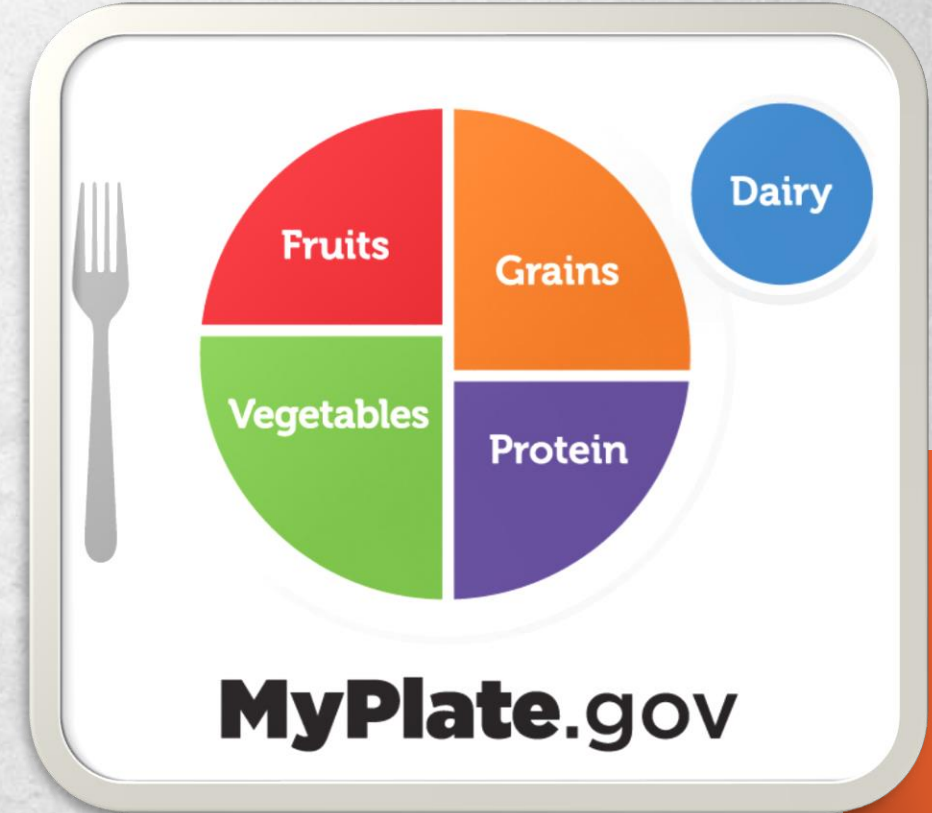 Dairy
Fruits
Grains
Vegetables
Protein
MyPlate.gov